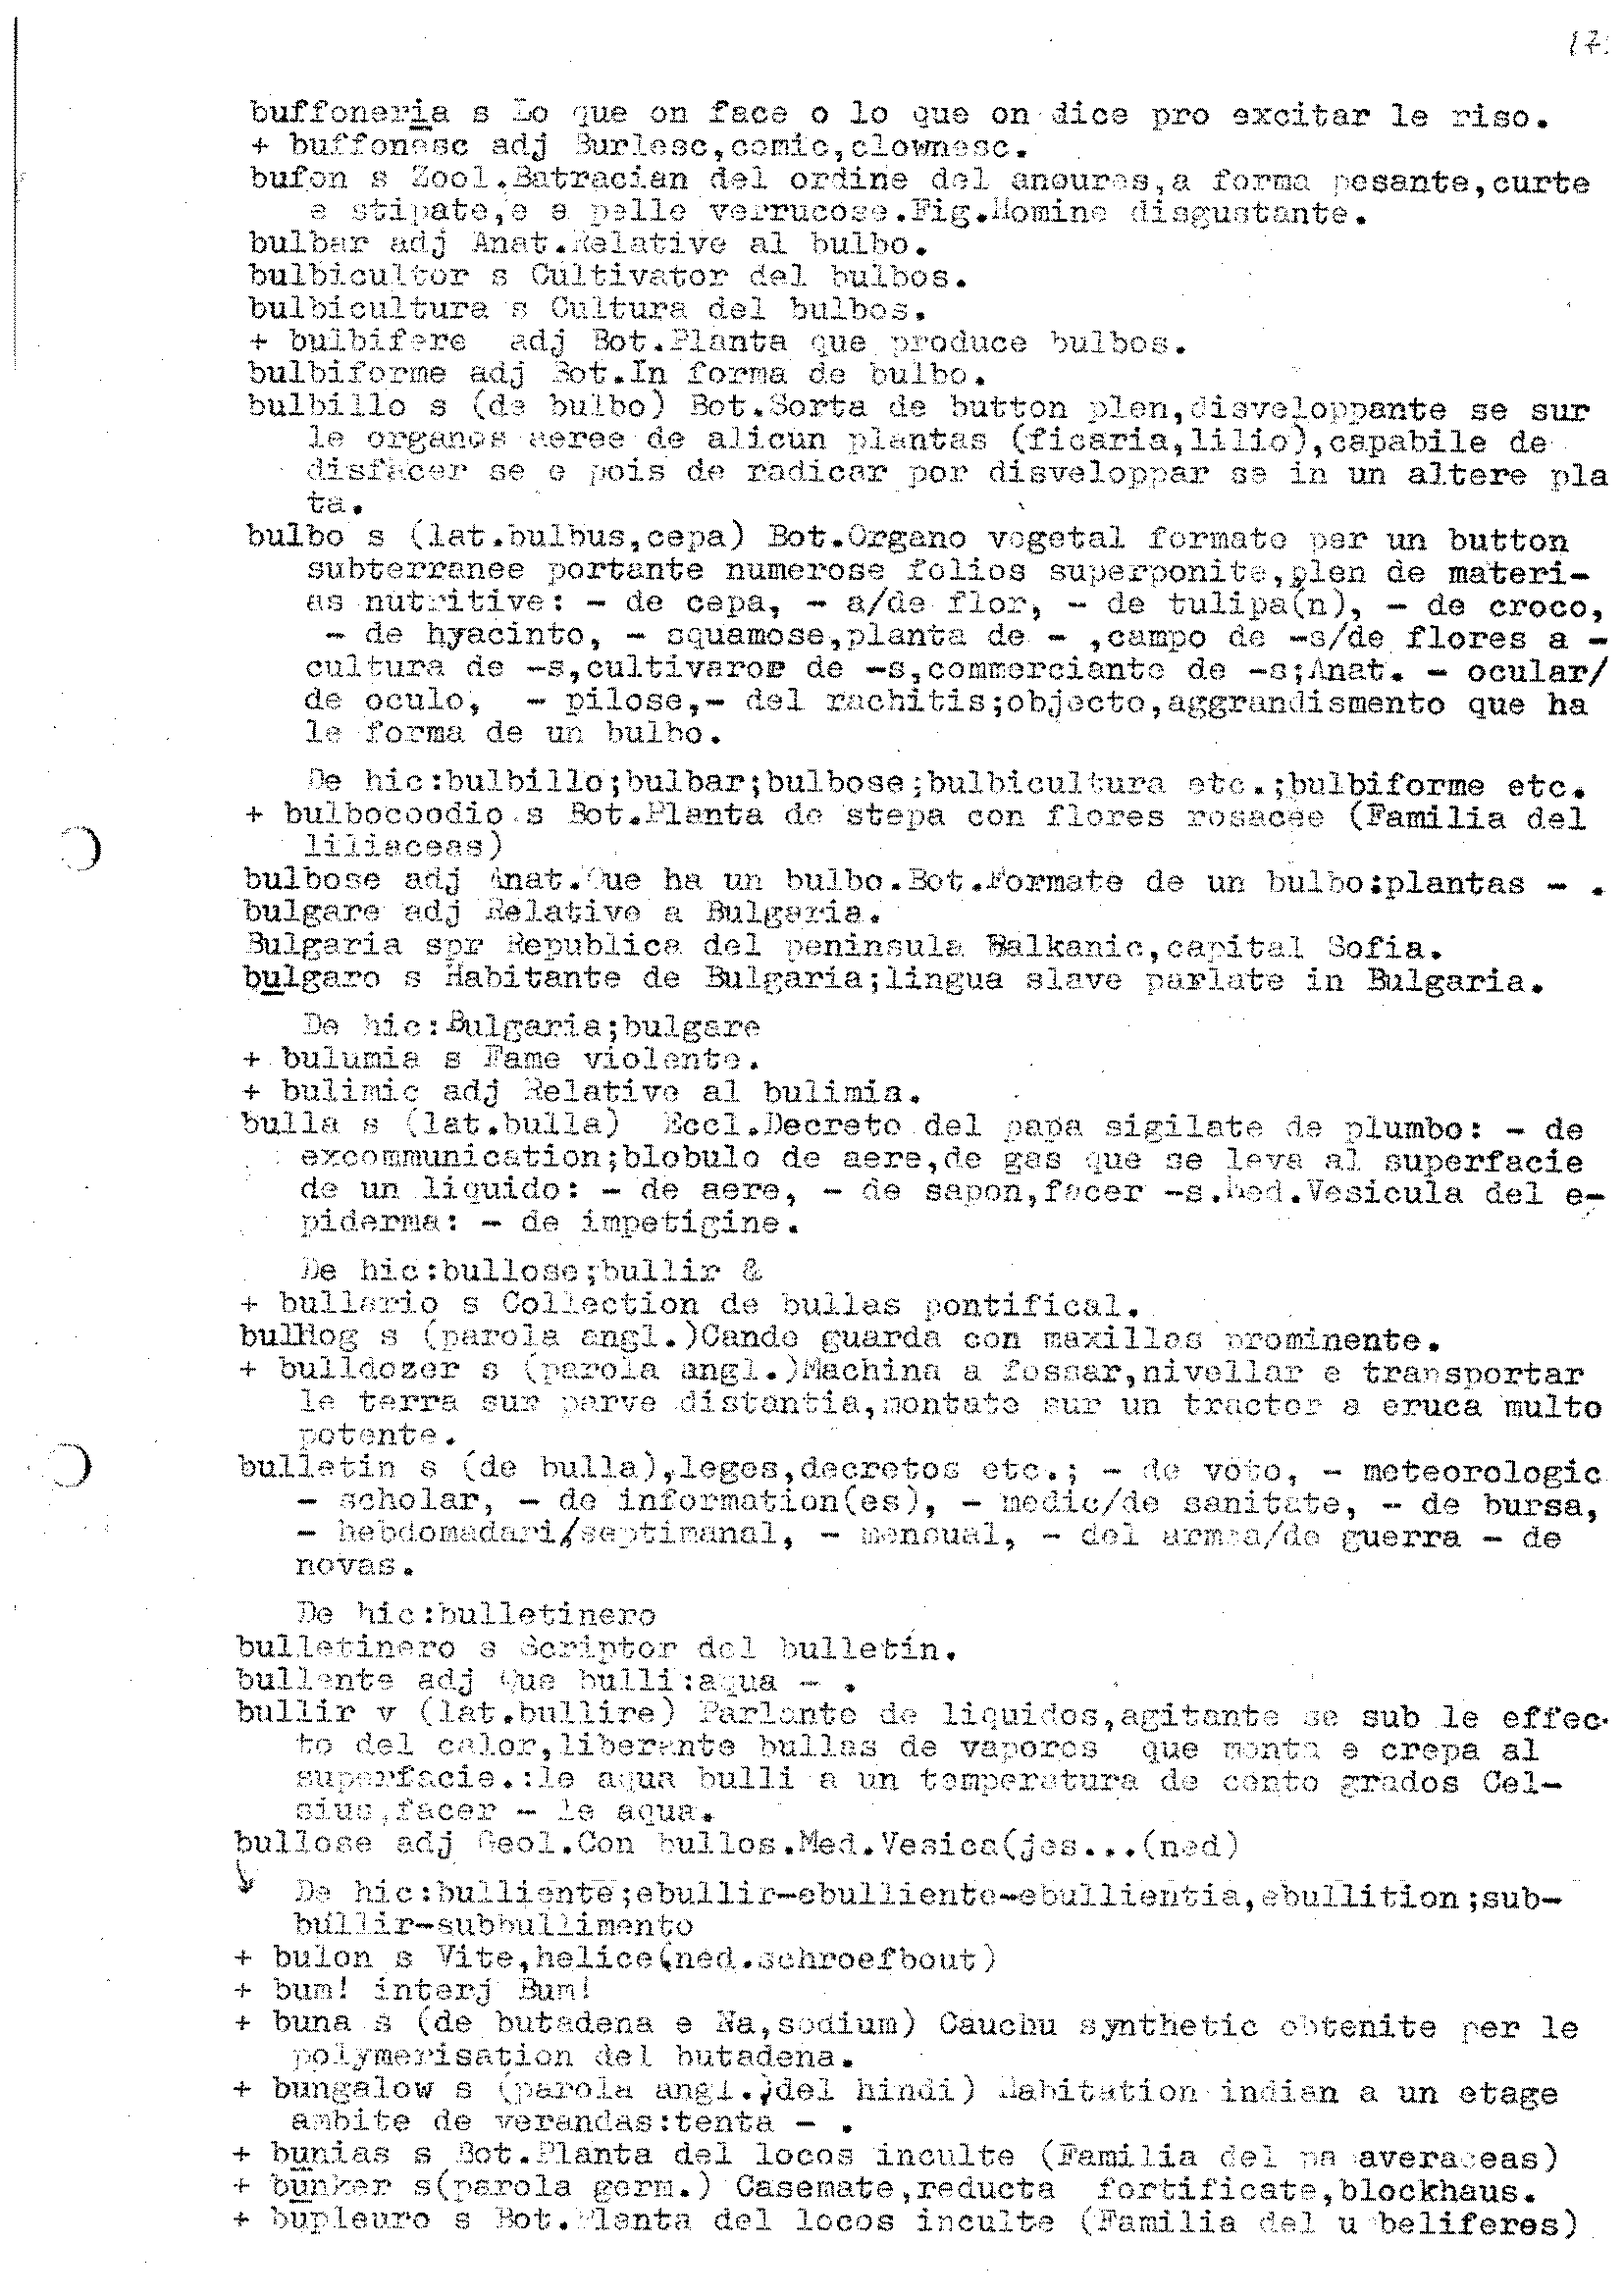 buffoneria s Lo que on face o lo que on dice pro excitar le riso.
+ buffonesc adj Burlesc,comic,clownesc.
bufon s Zool.Batracian del ordine del anoures,a forma pesante,curte
e stipate,e a pelle verrucose.Fig.Homine disgustante.
bulbar adj Anat.Relative al bulbo.
bulbicultor s Cultivator del bulbos.
bulbicultura s Cultura del bulbos.
+ bulbifere adj Bot.Planta que produce bulbos.
bulbiforme adj Bot.In forma de bulbo.
bulbillo s (de bulbo) Bot.Sorta de button plen,disveloppante se sur
le organos aeree de alicun plantas (ficaria,lilio),capabile de
disfacer se e pois de radicar por disveloppar se in un altere pla
ta.
bulbo s (lat.bulbus,cepa) Bot.Organo vegetal formate per un button
subterranee portante numerose folios superponite,plen de materi-
as nutritive: - de cepa, - a/de flor, - de tulipa(n), - de croco,
- de hyacinto, - squamose,planta de - ,campo de -s/de flores a -
cultura de -s,cultivaror de -s,commerciante de -s;Anat. - ocular/
de oculo, - pilose,- del rachitis;objecto,aggrandismento que ha
le forma de un bulbo.
De hic:bulbillo;bulbar;bulbose;bulbicultura etc.;bulbiforme etc.
+ bulbocoodio s Bot.Planta de stepa con flores rosacee (Familia del
liliaceas)
bulbose adj Anat.Que ha un bulbo.Bot.Formate de un bulbo:plantas - .
bulgare adj Relative a Bulgaria.
Bulgaria spr Republica del peninsula Balkanic,capital Sofia.
bulgaro s Habitante de Bulgaria;lingua slave parlate in Bulgaria.
De hic:Bulgaria;bulgare
+ bulumia s Fame violente.
+ bulimic adj Relative al bulimia.
bulla s (lat.bulla) Eccl.Decreto del papa sigilate de plumbo: - de
excommunication;blobulo de aere,de gas que se leva al superfacie
de un liquido: - de aere, - de sapon,facer -s.Med.Vesicula del e-
piderma: - de impetigine.
De hic:bullose;bullir &
+ bullario s Collection de bullas pontifical.
bulldog s (parola angl.)Cando guarda con maxillas prominente.
+ bulldozer s (parola angl.)Machina a fossar,nivellar e transportar
le terra sur parve distantia,montate sur un tractor a eruca multo
potente.
bulletin s (de bulla),leges,decretos etc.; - de voto, - meteorologic
- scholar, - de information(es), - medic/de sanitate, - de bursa,
- hebdomadari/septimanal, - mensual, - del armea/de guerra - de
novas.
De hic:bulletinero
bulletinero s Scriptor del bulletin.
bullente adj Que bulli:aqua - .
bullir v (lat.bullire) Parlante de liquidos,agitante se sub le effec-
to del calor,liberante bullas de vapores que monta e crepa al
superfacie.:le aqua bulli a un temperatura de cento grados Cel-
sius,facer - le aqua.
bullose adj Geol.Con bullos.Med.Vesica(jes...(ned)
De hic:bulliente;ebullir-ebulliente-ebullientia,ebullition;sub-
bullir-subbullimento
+ bulon s Vite,helice(ned.schroefbout)
+ bum! interj Bum!
+ buna s (de butadena e Na,sodium) Cauchu synthetic obtenite per le
polymerisation del butadena.
+ bungalow s (parola angl.;del hindi) Habitation indian a un etage
ambite de verandas:tenta - .
+ bunias s Bot.Planta del locos inculte (Familia del pa averaceas)
+ bunker s(parola germ.) Casemate,reducta fortificate,blockhaus.
+ bupleuro s Bot.Planta del locos inculte (Familia del u beliferes)